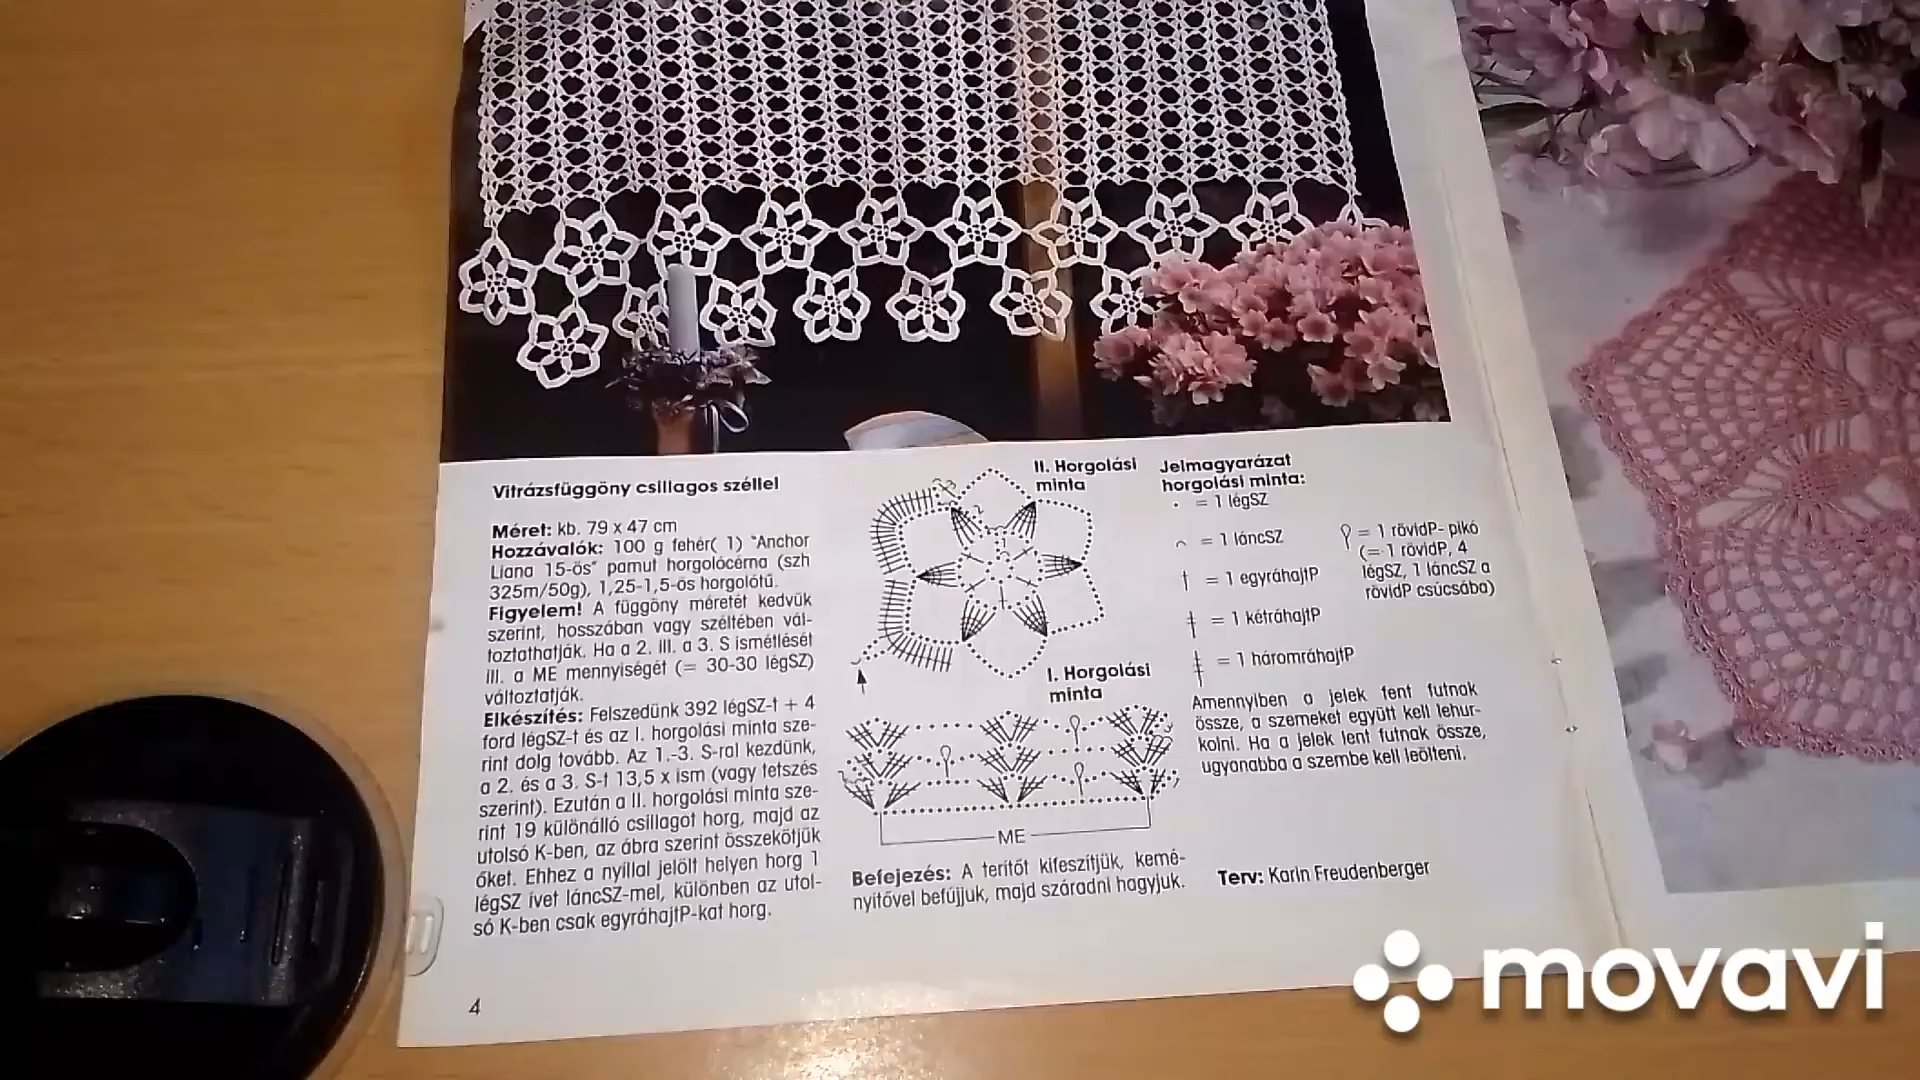 Vitrázsfüggöny csillagos széllel
Méret: kb. 79 x 47 cm
Hozzávalók: 100 g fehér( 1) "Anchor
Liana 15-ös" pamut horgolócérna (szh
325m/50g), 1,25-1,5-ös horgolótű.
Figyelem! A függöny méretét kedvük
szerint, hosszában vagy széltében vál-
toztathatják. Ha a 2. ill. a 3. S ismétlését
ill. a ME mennyiségét (= 30-30 légSZ)
változtatják.
Elkészítés: Felszedünk 392 légSZ-t + 4
ford légSZ-t és az I. horgolási minta sze-
rint dolg tovább. Az 1.-3. S-ral kezdünk,
a 2. és a 3. S-t 13,5 x ism (vagy tetszés
szerint). Ezután a II. horgolási minta sze-
rint 19 különálló csillagot horg, majd az
utolsó K-ben, az ábra szerint összekötjük
őket. Ehhez a nyíllal jelölt helyen horg 1
légSZ ívet láncSZ-mel, különben az utol-
só K-ben csak egyráhajtP-kat horg.
4
II. Horgolási
minta
I. Horgolási
minta
ME
Befejezés: A terítőt kifeszítjük, kemé-
nyítővel befújjuk, majd száradni hagyjuk.
Jelmagyarázat
horgolási minta:
= 1 légSZ
= 1 láncSZ
= 1 egyráhajtP
= 1 kétráhajtP
= 1 háromráhajtP
= 1 rövidP- pikó
(= 1 rövidP, 4
légSZ, 1 láncSZ a
rövidP csúcsába)
Amennyiben a jelek fent futnak
össze, a szemeket együtt kell lehur-
kolni. Ha a jelek lent futnak össze,
ugyanabba a szembe kell leölteni.
Terv: Karin Freudenberger
movavi